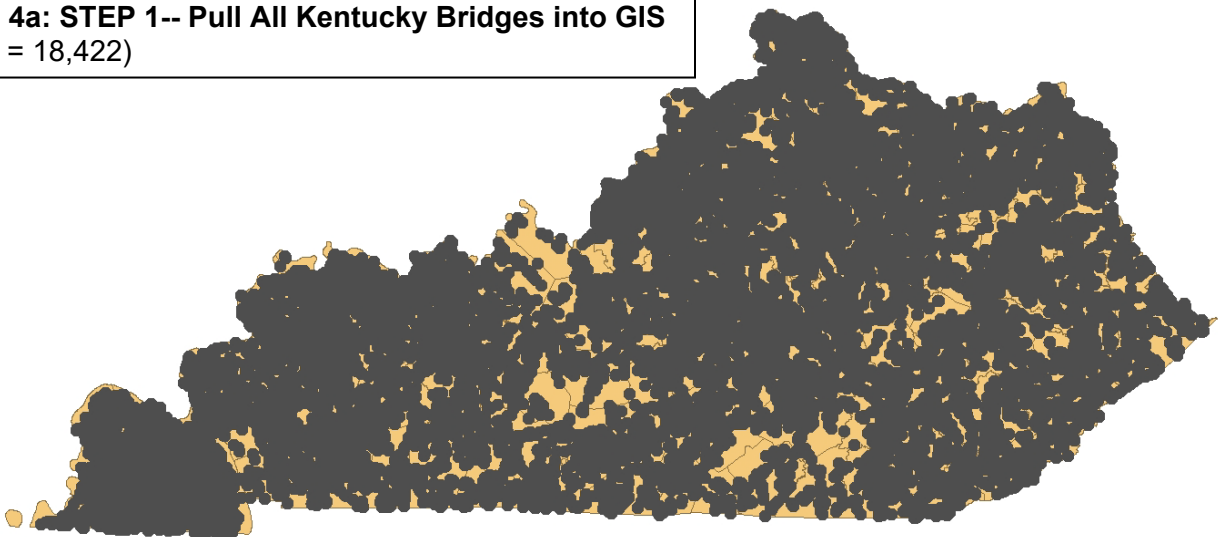 4a: STEP 1-- Pull All Kentucky Bridges into GIS
= 18,422)